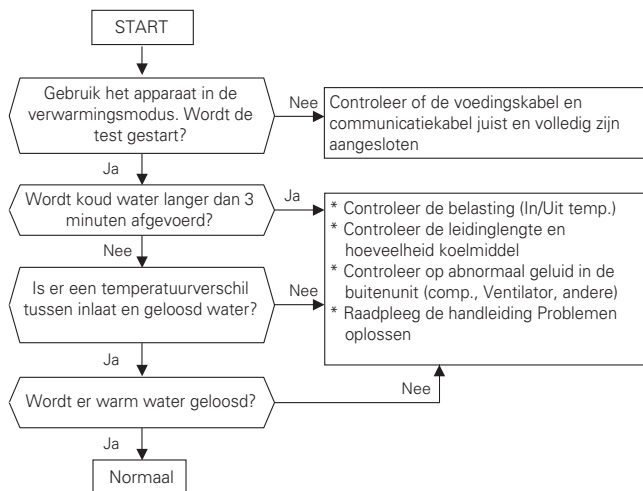 START
Gebruik het apparaat in de
verwarmingsmodus. Wordt de
test gestart?
Nee
Controleer of de voedingskabel en
communicatiekabel juist en volledig zijn
aangesloten
Ja
Wordt koud water langer dan 3
minuten afgevoerd?
Ja
* Controleer de belasting (In/Uit temp.)
* Controleer de leidinglengte en
hoeveelheid koelmiddel
* Controleer op abnormaal geluid in de
buitenunit (comp., Ventilator, andere)
* Raadpleeg de handleiding Problemen
oplossen
Nee
Is er een temperatuurverschil
tussen inlaat en geloosd water?
Nee
Ja
Wordt er warm water geloosd?
Nee
Ja
Normaal